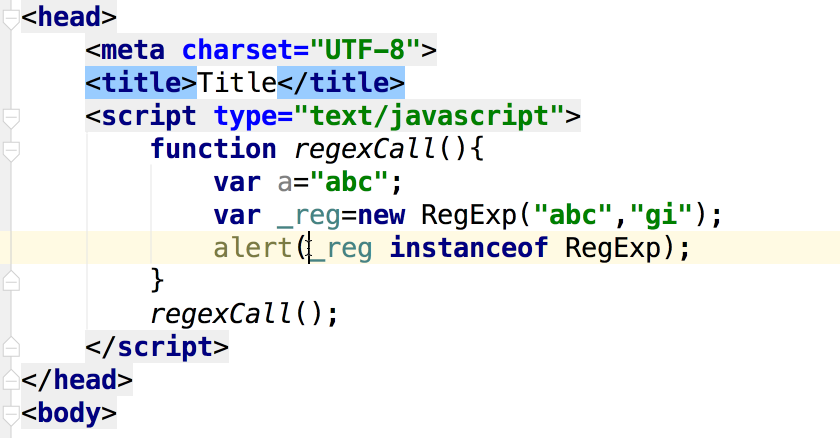 <head>
    <meta charset="UTF-8">
    <title>Title</title>
    <script type="text/javascript">
        function regexCall(){
            var a="abc";
            var _reg=new RegExp("abc","gi");
            alert(_reg instanceof RegExp);
        }
        regexCall();
    </script>
</head>
<body>